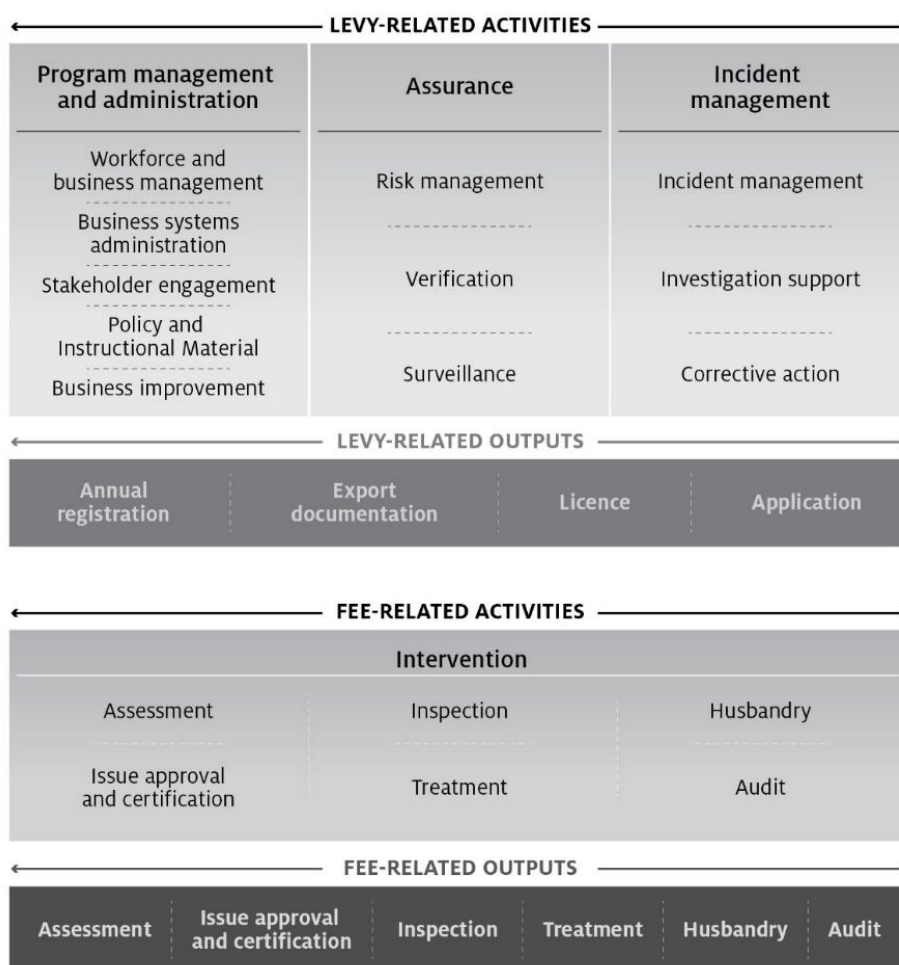 LEVY-RELATED ACTIVITIES
Program management
and administration
Workforce and
business management
Business systems
administration
Stakeholder engagement
Policy and
Instructional Material
Business improvement
Assurance
Risk management
Verification
Surveillance
Incident
management
Incident management
Investigation support
Corrective action
LEVY-RELATED OUTPUTS
Annual
registration
Export
documentation
Licence
Application
FEE-RELATED ACTIVITIES
Intervention
Assessment
Issue approval
and certification
Inspection
Treatment
Husbandry
Audit
FEE-RELATED OUTPUTS
Assessment
Issue approval
and certification
Inspection
Treatment
Husbandry
Audit